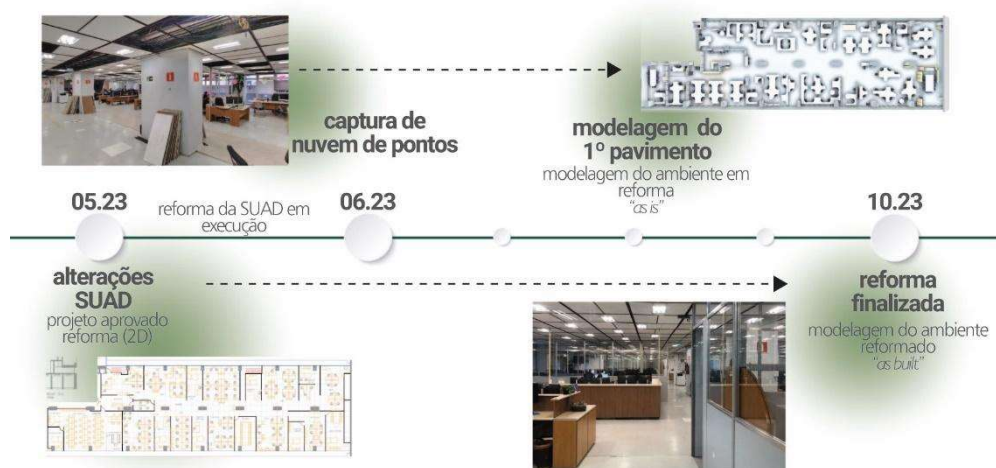 captura de
nuvem de pontos
modelagem do
1º pavimento
modelagem do ambiente em
reforma
"as is"
05.23
reforma da SUAD em
execução
06.23
10.23
alterações
SUAD
projeto aprovado
reforma (2D)
reforma
finalizada
modelagem do ambiente
reformado
"as built"